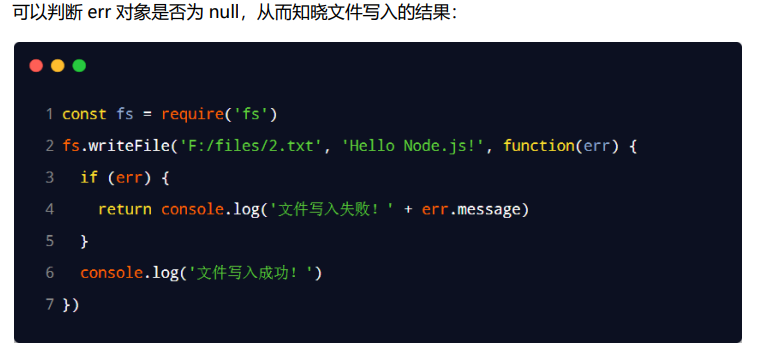 可以判断 err 对象是否为 null，从而知晓文件写入的结果：
1 const fs = require('fs')
2 fs.writeFile('F:/files/2.txt', 'Hello Node.js!', function(err) {
3   if (err) {
4     return console.log('文件写入失败！' + err.message)
5   }
6   console.log('文件写入成功！')
7 })